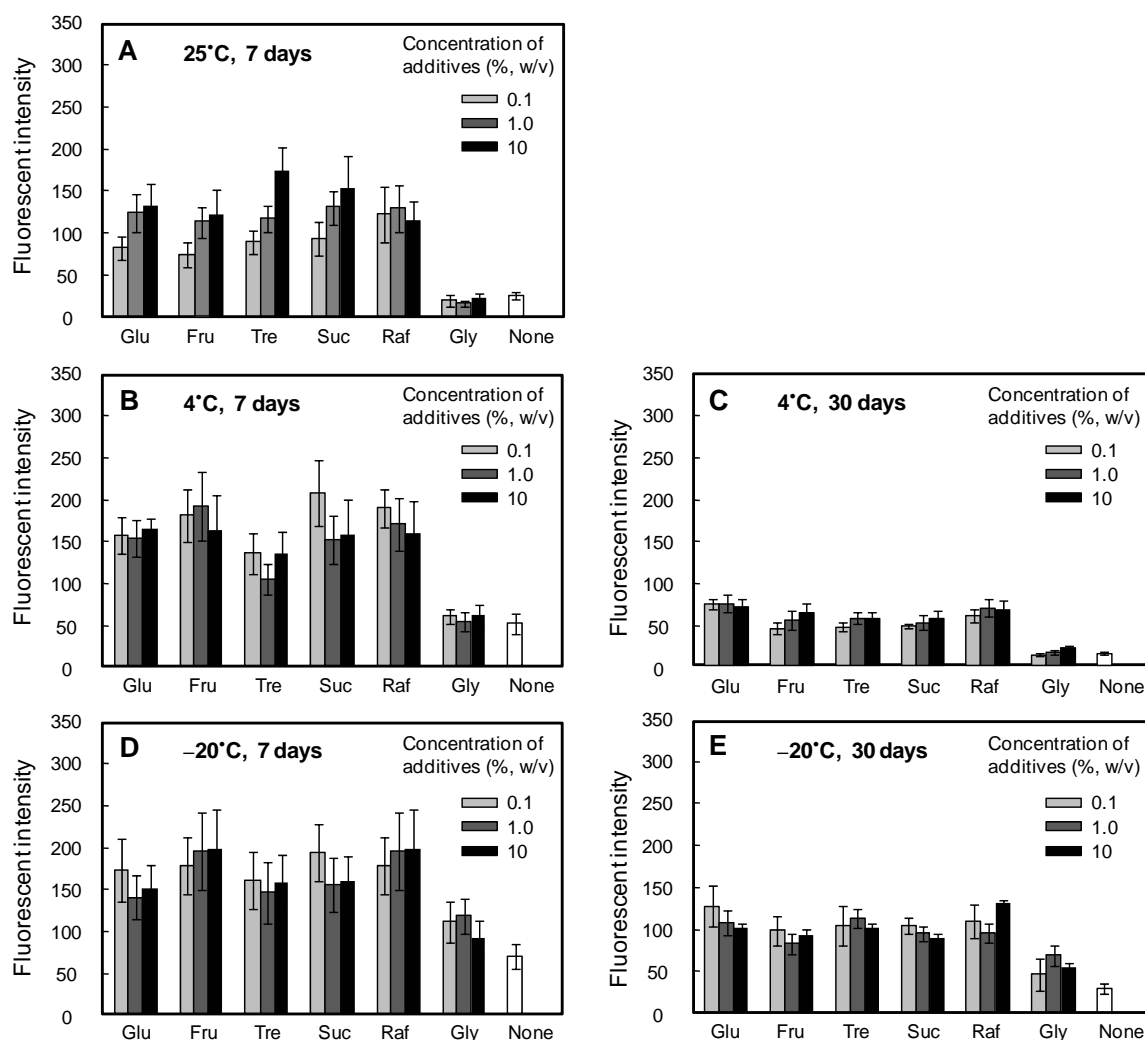 Fluorescent intensity
350
300
250
200
150
100
50
0
A 25°C, 7 days
Concentration of
additives (%, w/v)
0.1
1.0
10
Glu Fru Tre Suc Raf Gly None
Fluorescent intensity
350
300
250
200
150
100
50
0
B 4°C, 7 days
Concentration of
additives (%, w/v)
0.1
1.0
10
Glu Fru Tre Suc Raf Gly None
Fluorescent intensity
350
300
250
200
150
100
50
0
C 4°C, 30 days
Concentration of
additives (%, w/v)
0.1
1.0
10
Glu Fru Tre Suc Raf Gly None
Fluorescent intensity
350
300
250
200
150
100
50
0
D –20°C, 7 days
Concentration of
additives (%, w/v)
0.1
1.0
10
Glu Fru Tre Suc Raf Gly None
Fluorescent intensity
350
300
250
200
150
100
50
0
E –20°C, 30 days
Concentration of
additives (%, w/v)
0.1
1.0
10
Glu Fru Tre Suc Raf Gly None